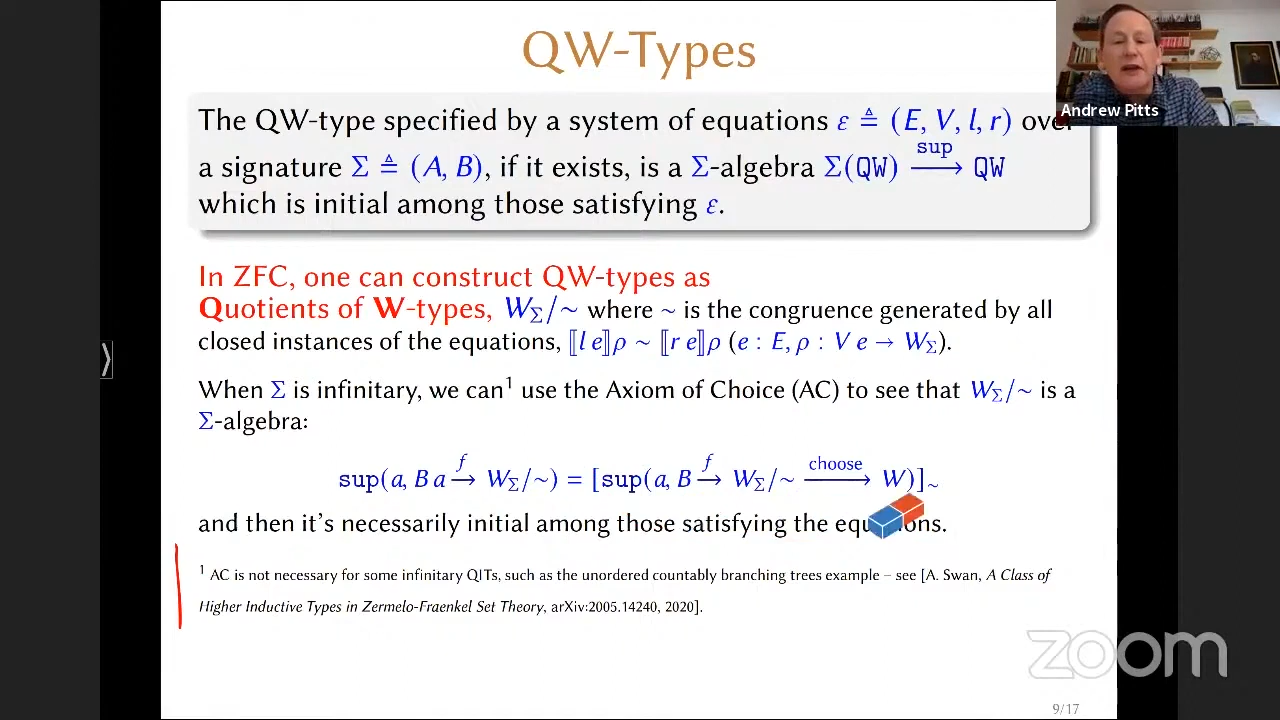 QW-Types
The QW-type specified by a system of equations ε ≜ (E, V, l, r) over
a signature Σ ≜ (A, B), if it exists, is a Σ-algebra Σ(QW) —sup→ QW
which is initial among those satisfying ε.
Andrew Pitts
In ZFC, one can construct QW-types as
Quotients of W-types, W_Σ/∼ where ∼ is the congruence generated by all
closed instances of the equations, ⟦l e⟧ρ ∼ ⟦r e⟧ρ (e : E, ρ : V e → W_Σ).
When Σ is infinitary, we can¹ use the Axiom of Choice (AC) to see that W_Σ/∼ is a
Σ-algebra:
sup(a, B a —f→ W_Σ/∼) = [sup(a, B —f→ W_Σ/∼ —choose→ W)]_∼
and then it's necessarily initial among those satisfying the equations.
¹ AC is not necessary for some infinitary QITs, such as the unordered countably branching trees example – see [A. Swan, A Class of
Higher Inductive Types in Zermelo-Fraenkel Set Theory, arXiv:2005.14240, 2020].
zoom
9/17